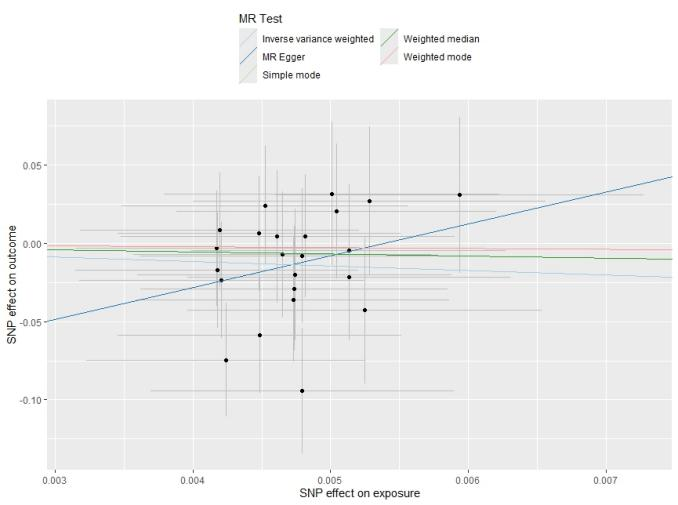 MR Test
Inverse variance weighted
Weighted median
MR Egger
Weighted mode
Simple mode
0.05
0.00
-0.05
-0.10
SNP effect on outcome
0.003
0.004
0.005
0.006
0.007
SNP effect on exposure